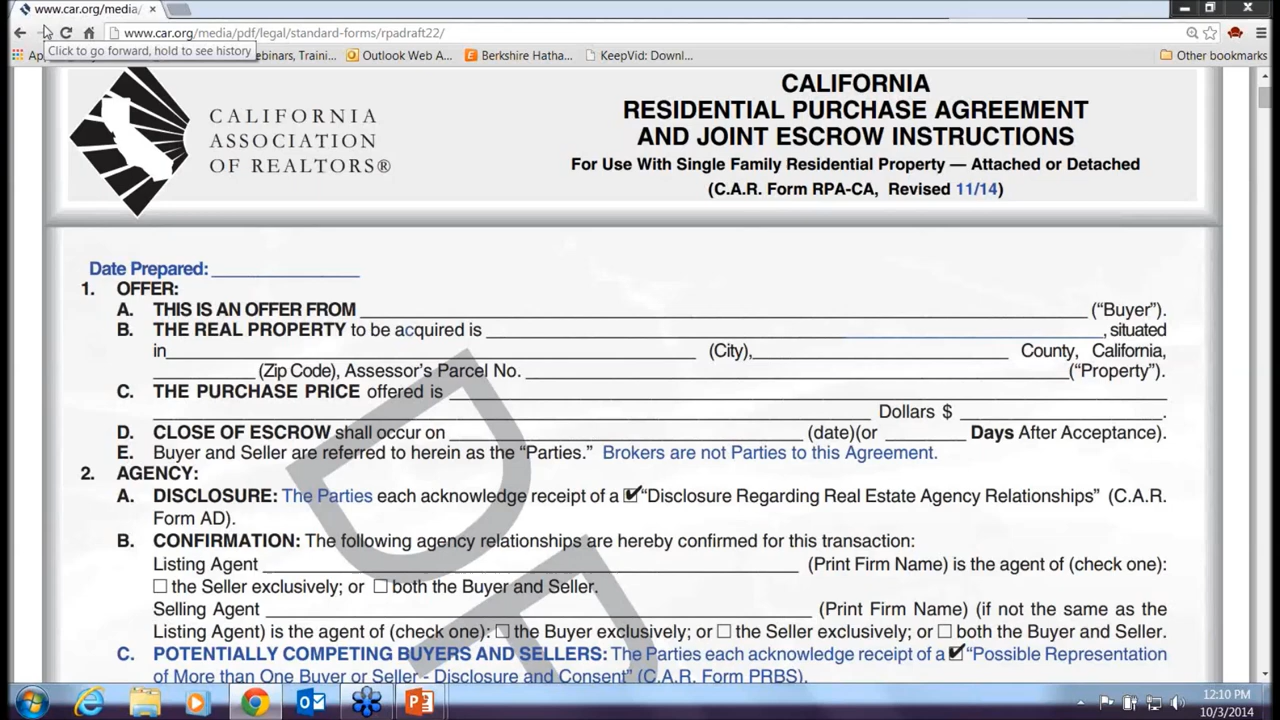 www.car.org/media/
www.car.org/media/pdf/legal/standard-forms/rpadraft22/
Click to go forward, hold to see history
Outlook Web A...
Berkshire Hatha...
KeepVid: Downl...
Other bookmarks
CALIFORNIA
ASSOCIATION
OF REALTORS®
CALIFORNIA
RESIDENTIAL PURCHASE AGREEMENT
AND JOINT ESCROW INSTRUCTIONS
For Use With Single Family Residential Property — Attached or Detached
(C.A.R. Form RPA-CA, Revised 11/14)
Date Prepared:
1. OFFER:
A. THIS IS AN OFFER FROM ("Buyer").
B. THE REAL PROPERTY to be acquired is , situated
in (City), County, California,
(Zip Code), Assessor's Parcel No. ("Property").
C. THE PURCHASE PRICE offered is
Dollars $ .
D. CLOSE OF ESCROW shall occur on (date)(or Days After Acceptance).
E. Buyer and Seller are referred to herein as the "Parties." Brokers are not Parties to this Agreement.
2. AGENCY:
A. DISCLOSURE: The Parties each acknowledge receipt of a ✔ "Disclosure Regarding Real Estate Agency Relationships" (C.A.R.
Form AD).
B. CONFIRMATION: The following agency relationships are hereby confirmed for this transaction:
Listing Agent (Print Firm Name) is the agent of (check one):
☐ the Seller exclusively; or ☐ both the Buyer and Seller.
Selling Agent (Print Firm Name) (if not the same as the
Listing Agent) is the agent of (check one): ☐ the Buyer exclusively; or ☐ the Seller exclusively; or ☐ both the Buyer and Seller.
C. POTENTIALLY COMPETING BUYERS AND SELLERS: The Parties each acknowledge receipt of a ✔ "Possible Representation
of More than One Buyer or Seller - Disclosure and Consent" (C.A.R. Form PRBS).
12:10 PM
10/3/2014